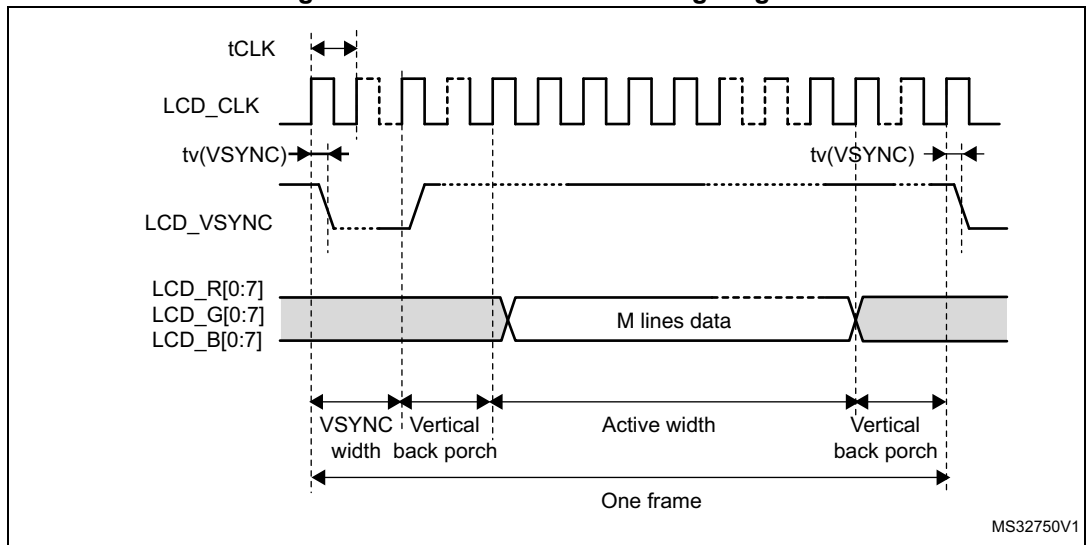 tCLK
LCD_CLK
tv(VSYNC)
tv(VSYNC)
LCD_VSYNC
LCD_R[0:7]
LCD_G[0:7]
LCD_B[0:7]
M lines data
VSYNC width
Vertical back porch
Active width
Vertical back porch
One frame
MS32750V1